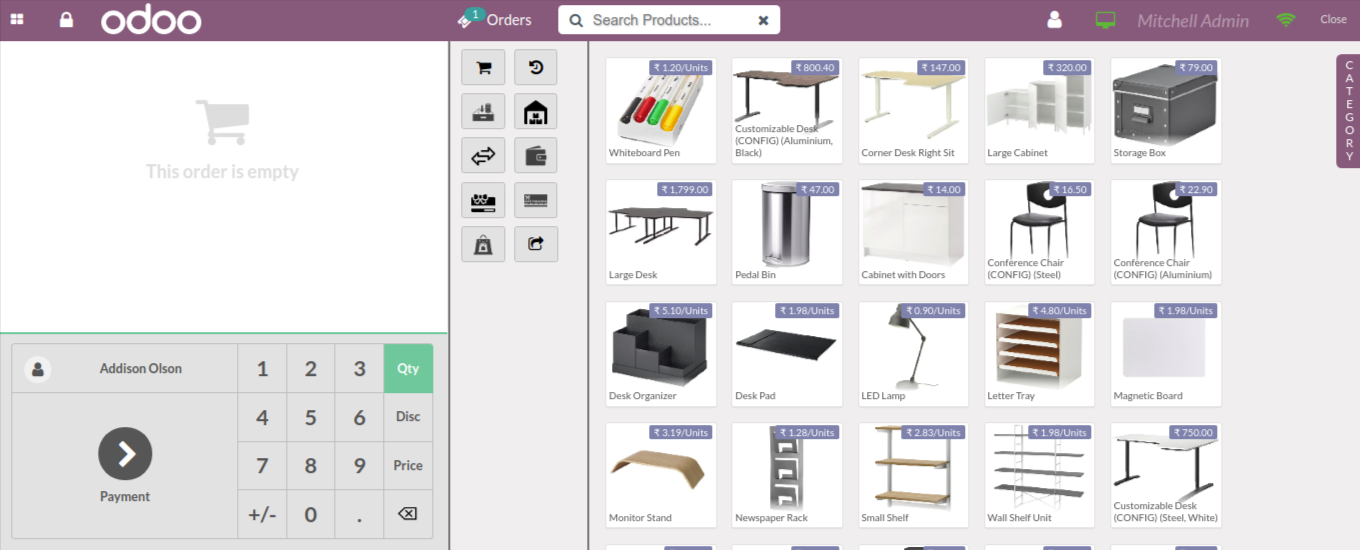 odoo
1
Orders
Search Products...
Mitchell Admin
Close
This order is empty
Addison Olson
1 2 3 Qty
4 5 6 Disc
7 8 9 Price
+/- 0 .
Payment
₹ 1.20/Units
Whiteboard Pen
₹ 800.40
Customizable Desk
(CONFIG) (Aluminium,
Black)
₹ 147.00
Corner Desk Right Sit
₹ 320.00
Large Cabinet
₹ 79.00
Storage Box
₹ 1,799.00
Large Desk
₹ 47.00
Pedal Bin
₹ 14.00
Cabinet with Doors
₹ 16.50
Conference Chair
(CONFIG) (Steel)
₹ 22.90
Conference Chair
(CONFIG) (Aluminium)
₹ 5.10/Units
Desk Organizer
₹ 1.98/Units
Desk Pad
₹ 0.90/Units
LED Lamp
₹ 4.80/Units
Letter Tray
₹ 1.98/Units
Magnetic Board
₹ 3.19/Units
Monitor Stand
₹ 1.28/Units
Newspaper Rack
₹ 2.83/Units
Small Shelf
₹ 1.98/Units
Wall Shelf Unit
₹ 750.00
Customizable Desk
(CONFIG) (Steel, White)
CATEGORY